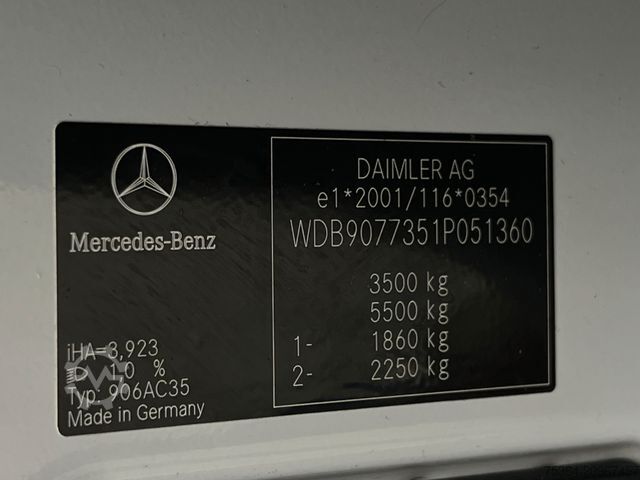 Mercedes-Benz
iHA=3,923
%
Typ: 906AC35
Made in Germany
DAIMLER AG
e1*2001/116*0354
WDB9077351P051360
3500 kg
5500 kg
1- 1860 kg
2- 2250 kg